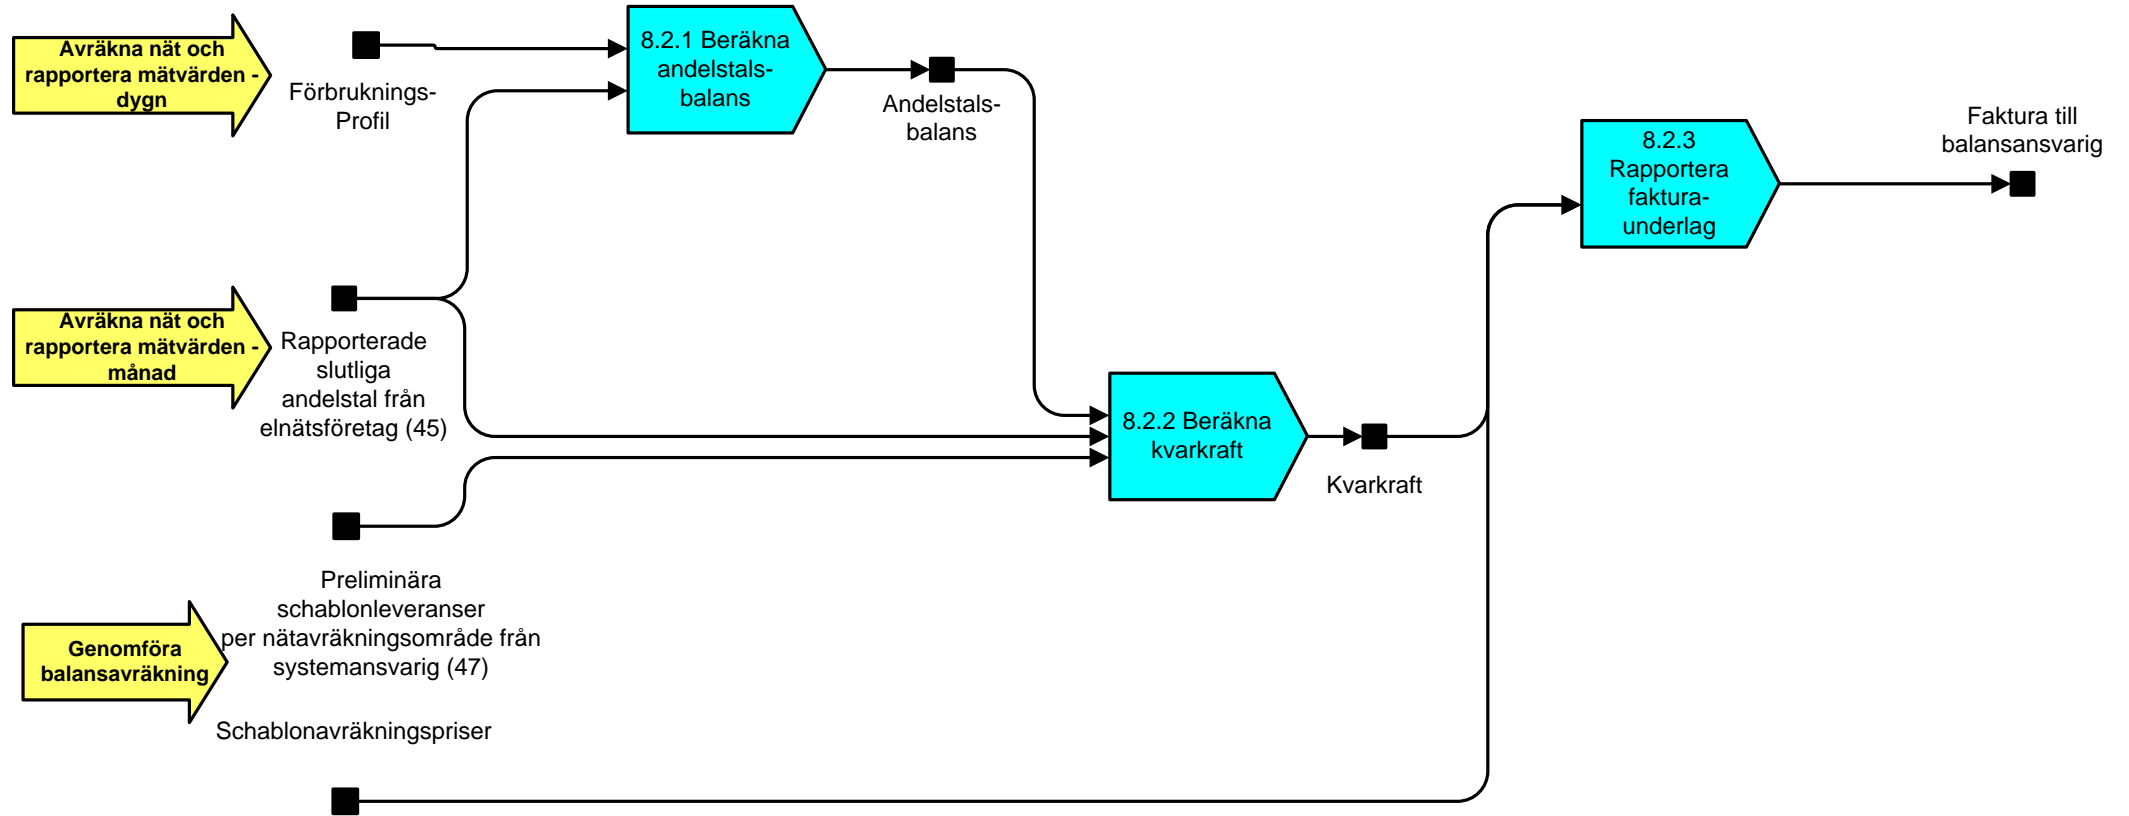 Avräkna nät och
rapportera mätvärden -
dygn
Förbruknings-
Profil
8.2.1 Beräkna
andelstals-
balans
Andelstals-
balans
8.2.3
Rapportera
faktura-
underlag
Faktura till
balansansvarig
Avräkna nät och
rapportera mätvärden -
månad
Rapporterade
slutliga
andelstal från
elnätsföretag (45)
8.2.2 Beräkna
kvarkraft
Kvarkraft
Preliminära
schablonleveranser
per nätavräkningsområde från
systemansvarig (47)
Genomföra
balansavräkning
Schablonavräkningspriser